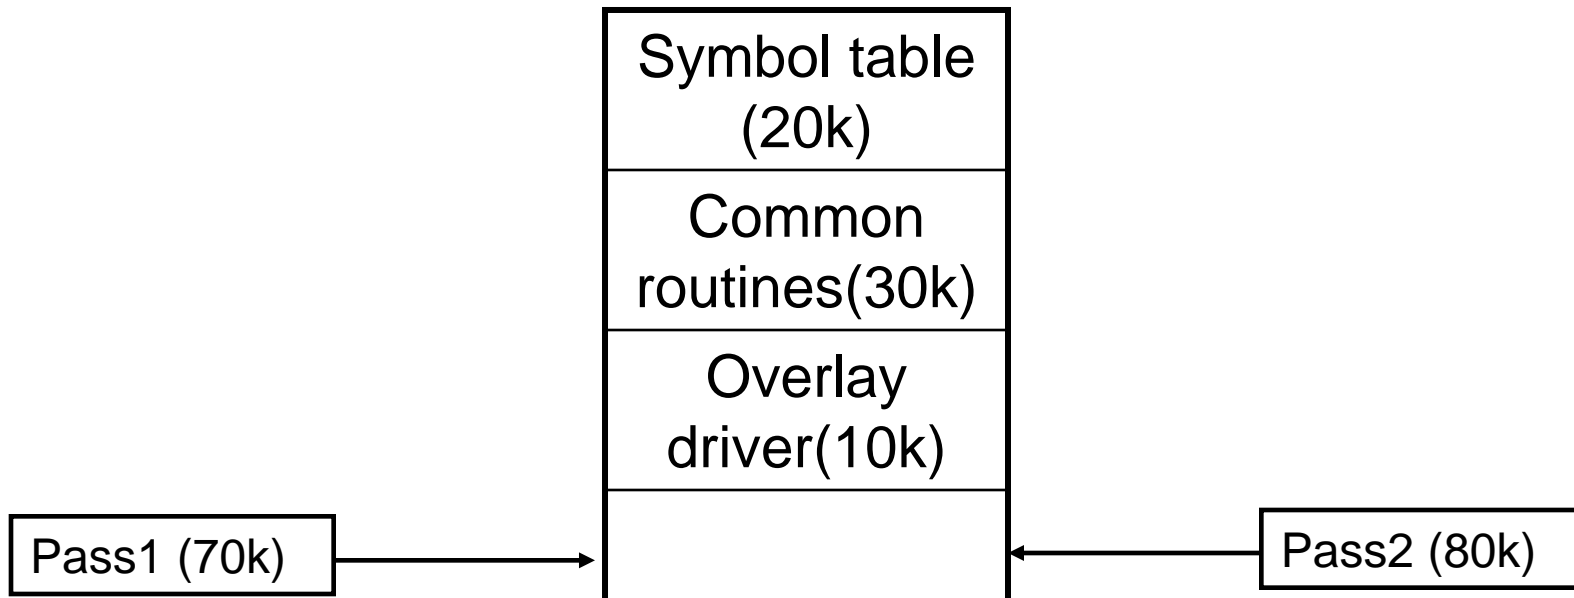 Symbol table
(20k)
Common
routines(30k)
Overlay
driver(10k)
Pass1 (70k)
Pass2 (80k)